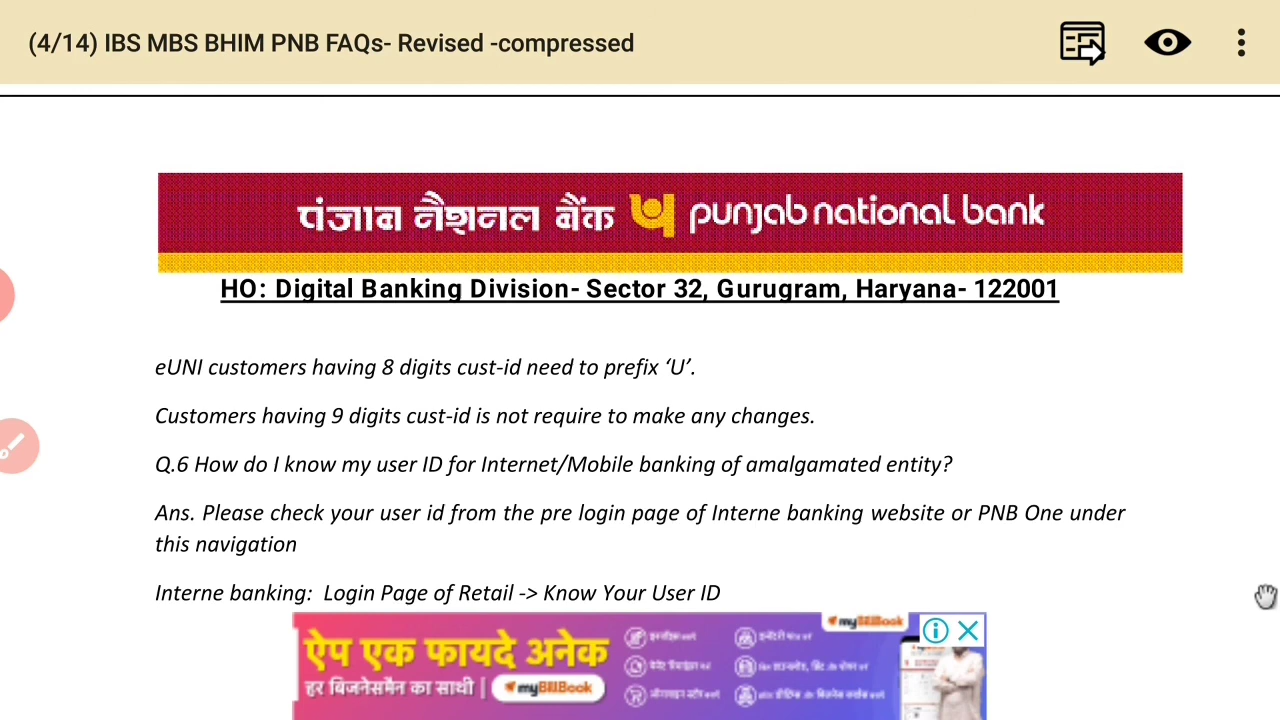 (4/14) IBS MBS BHIM PNB FAQs- Revised -compressed
पंजाब नैशनल बैंक punjab national bank
HO: Digital Banking Division- Sector 32, Gurugram, Haryana- 122001
eUNI customers having 8 digits cust-id need to prefix ‘U’.
Customers having 9 digits cust-id is not require to make any changes.
Q.6 How do I know my user ID for Internet/Mobile banking of amalgamated entity?
Ans. Please check your user id from the pre login page of Interne banking website or PNB One under
this navigation
Interne banking: Login Page of Retail -> Know Your User ID
myBillBook
ऐप एक फायदे अनेक
हर बिजनेसमैन का साथी | myBillBook